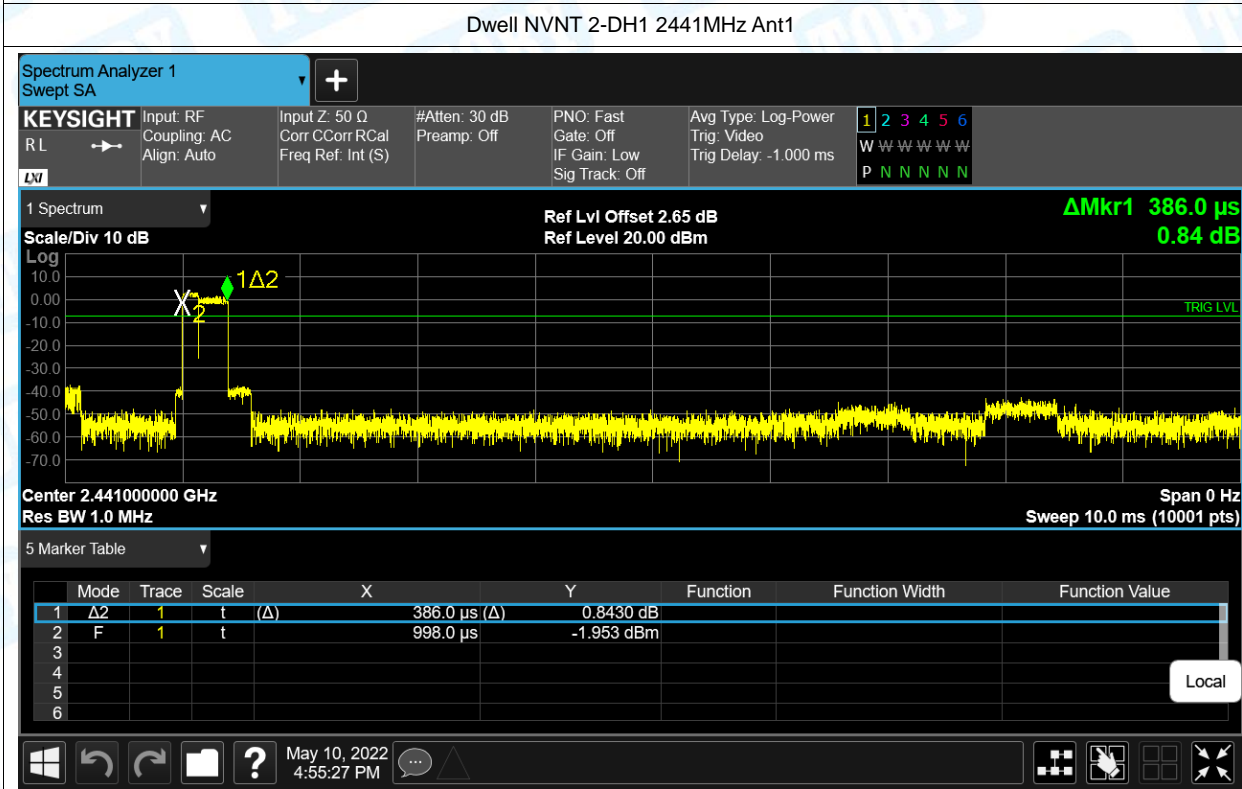 Dwell NVNT 2-DH1 2441MHz Ant1
Spectrum Analyzer 1
Swept SA
KEYSIGHT
RL
LXI
Input: RF
Coupling: AC
Align: Auto
Input Z: 50 Ω
Corr CCorr RCal
Freq Ref: Int (S)
#Atten: 30 dB
Preamp: Off
PNO: Fast
Gate: Off
IF Gain: Low
Sig Track: Off
Avg Type: Log-Power
Trig: Video
Trig Delay: -1.000 ms
1 2 3 4 5 6
W W W W W W
P N N N N N
1 Spectrum
Scale/Div 10 dB
Ref Lvl Offset 2.65 dB
Ref Level 20.00 dBm
ΔMkr1 386.0 µs
0.84 dB
Log
10.0
0.00
-10.0
-20.0
-30.0
-40.0
-50.0
-60.0
-70.0
1Δ2
X
2
TRIG LVL
Center 2.441000000 GHz
Res BW 1.0 MHz
Span 0 Hz
Sweep 10.0 ms (10001 pts)
5 Marker Table
Mode Trace Scale X Y Function Function Width Function Value
1 Δ2 1 t (Δ) 386.0 µs (Δ) 0.8430 dB
2 F 1 t 998.0 µs -1.953 dBm
3
4
5
6
Local
?
May 10, 2022
4:55:27 PM
TOBY